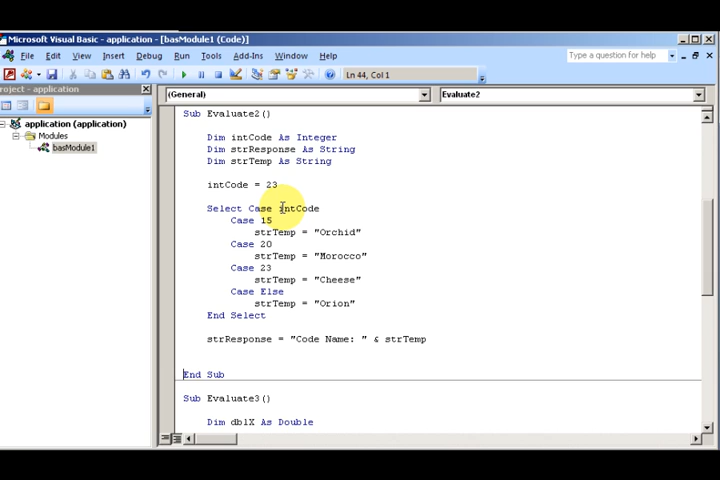 Microsoft Visual Basic - application - [basModule1 (Code)]
File Edit View Insert Debug Run Tools Add-Ins Window Help
Type a question for help
Ln 44, Col 1
roject - application
(General)
Evaluate2
application (application)
Modules
basModule1
Sub Evaluate2()
Dim intCode As Integer
Dim strResponse As String
Dim strTemp As String
intCode = 23
Select Case intCode
Case 15
strTemp = "Orchid"
Case 20
strTemp = "Morocco"
Case 23
strTemp = "Cheese"
Case Else
strTemp = "Orion"
End Select
strResponse = "Code Name: " & strTemp
End Sub
Sub Evaluate3()
Dim dblX As Double